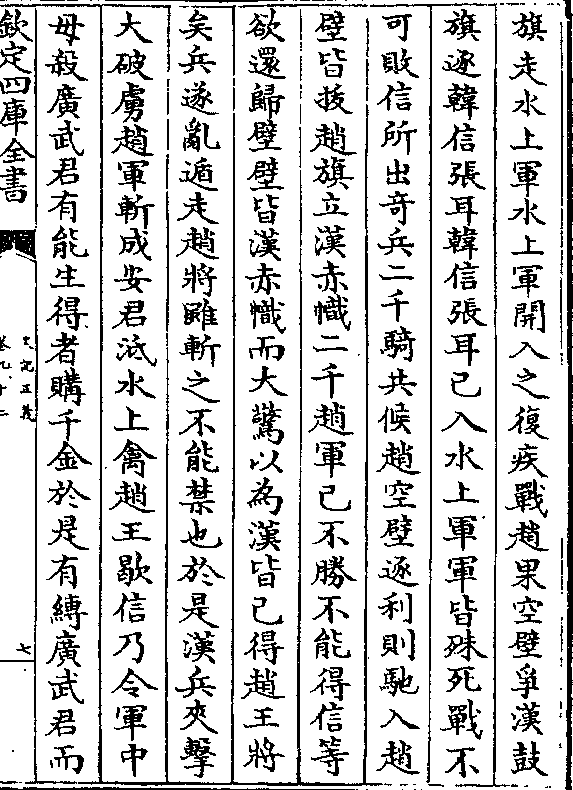 旗走水上軍水上軍開入之復疾戰趙果空壁爭漢鼓
旗逐韓信張耳韓信張耳已入水上軍軍皆殊死戰不
可敗信所出竒兵二千騎共候趙空壁逐利則馳入趙
壁皆拔趙旗立漢赤幟二千趙軍已不勝不能得信等
欲還歸壁壁皆漢赤幟而大驚以為漢皆已得趙王將
矣兵遂亂遁走趙將雖斬之不能禁也於是漢兵夾擊
大破虜趙軍斬成安君泜水上禽趙王歇信乃令軍中
毋殺廣武君有能生得者購千金於是有縛廣武君而
欽定四庫全書
史記正義
卷九十二
七